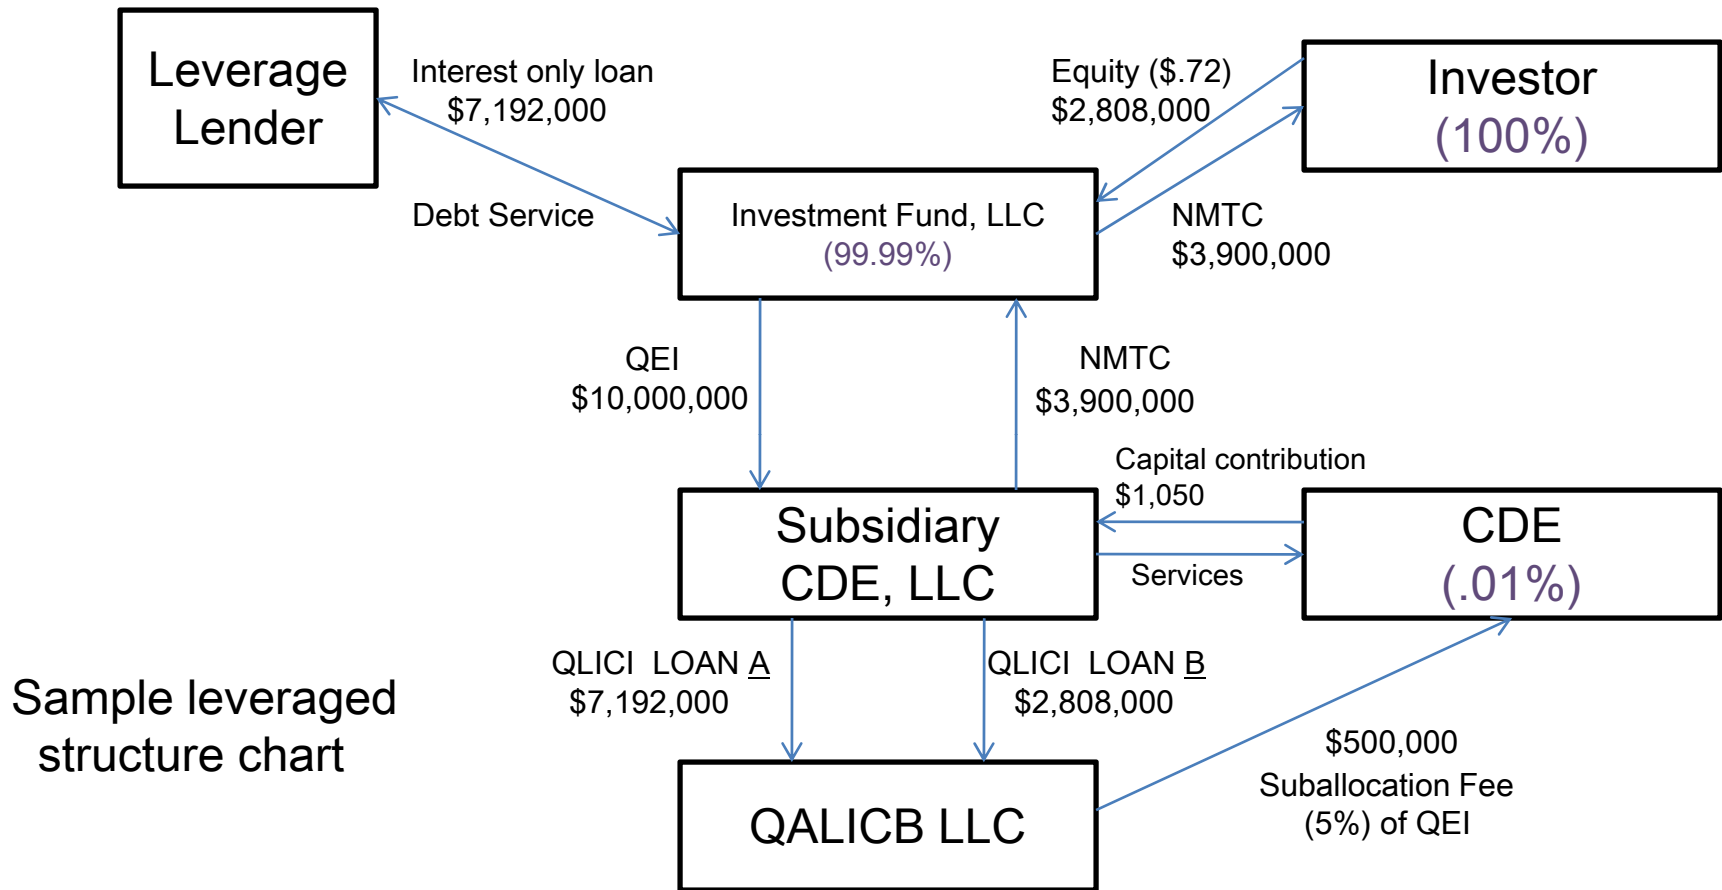 Leverage
Lender
Interest only loan
$7,192,000
Debt Service
Equity ($.72)
$2,808,000
Investor
(100%)
Investment Fund, LLC
(99.99%)
NMTC
$3,900,000
QEI
$10,000,000
NMTC
$3,900,000
Capital contribution
$1,050
Subsidiary
CDE, LLC
Services
CDE
(.01%)
QLICI LOAN A
$7,192,000
QLICI LOAN B
$2,808,000
Sample leveraged
structure chart
$500,000
Suballocation Fee
(5%) of QEI
QALICB LLC